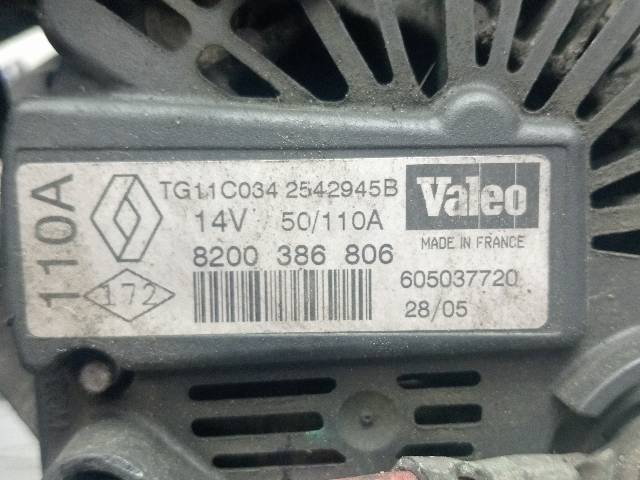 110A
TG11C034 2542945B
Valeo
14V 50/110A
MADE IN FRANCE
8200 386 806
605037720
172
28/05